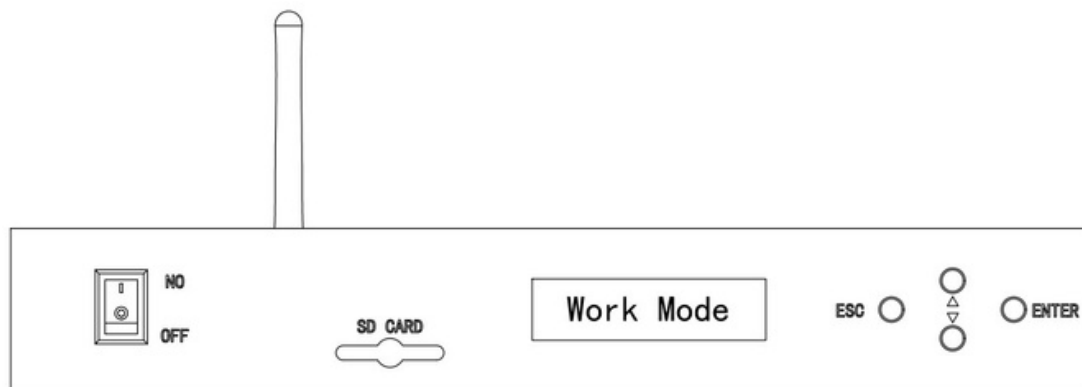 NO
OFF
SD CARD
Work Mode
ESC
ENTER